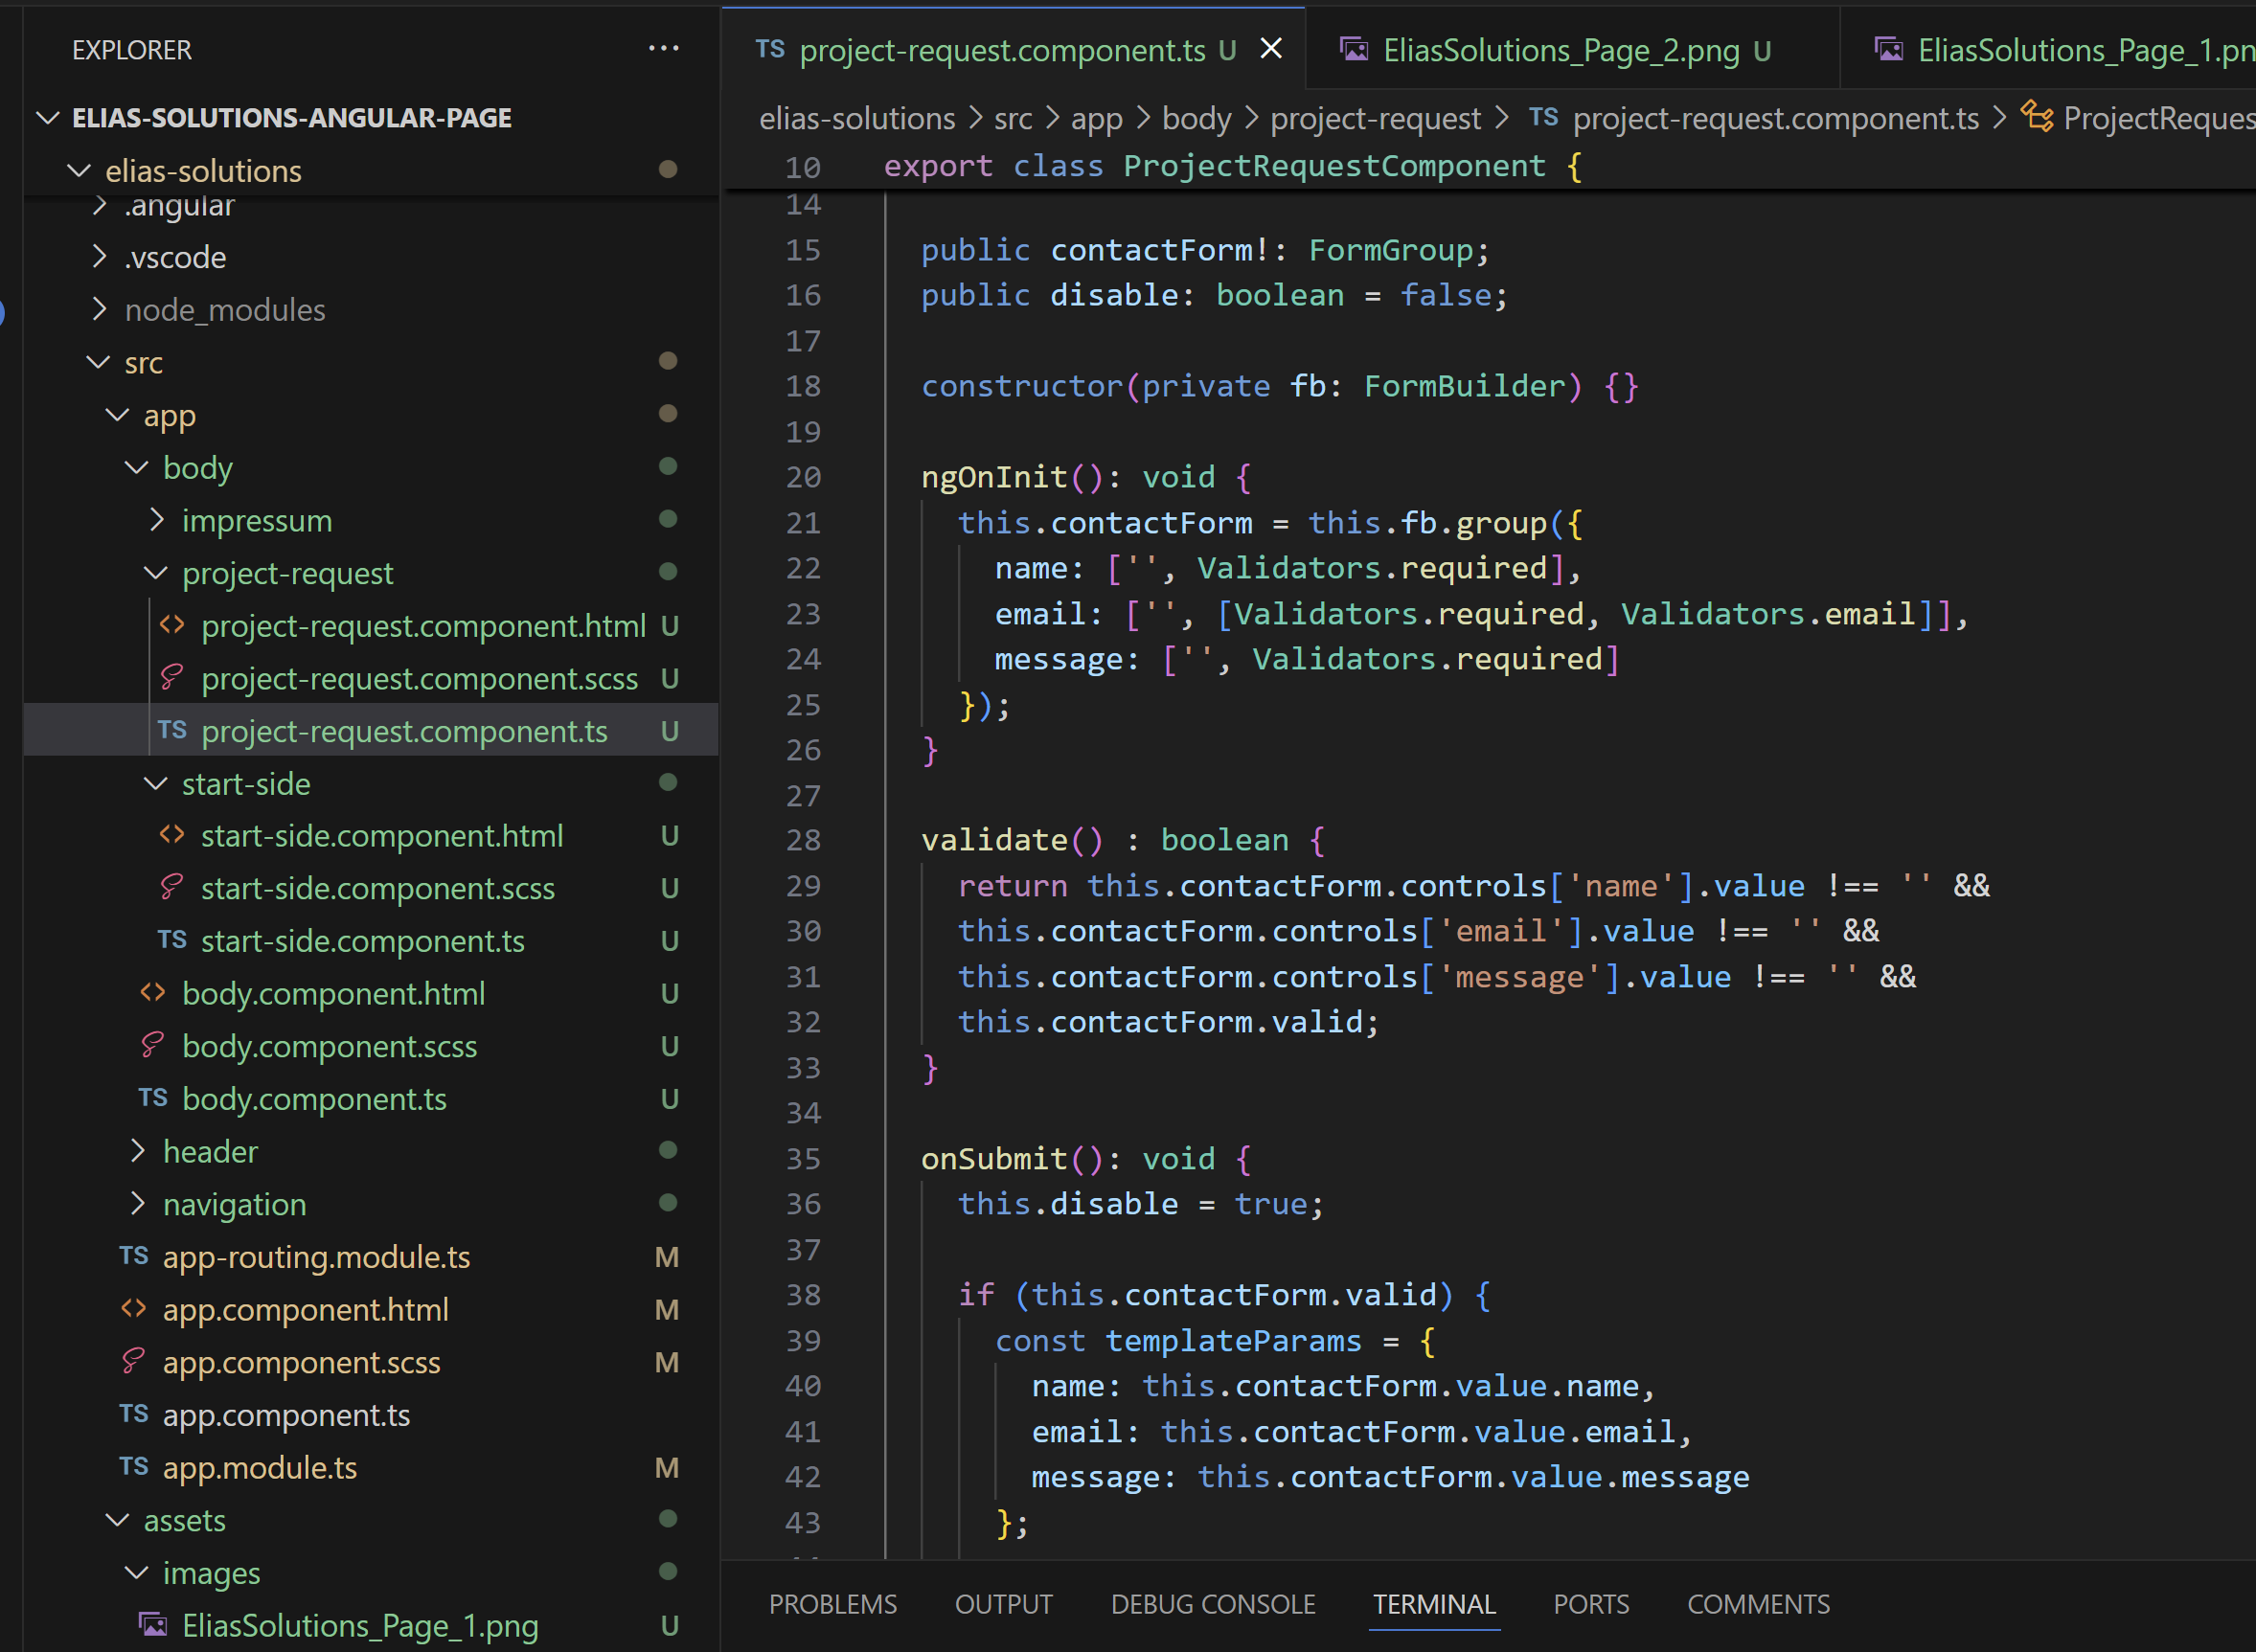 EXPLORER
ELIAS-SOLUTIONS-ANGULAR-PAGE
elias-solutions
.angular
.vscode
node_modules
src
app
body
impressum
project-request
project-request.component.html U
project-request.component.scss U
TS project-request.component.ts U
start-side
start-side.component.html U
start-side.component.scss U
TS start-side.component.ts U
body.component.html U
body.component.scss U
TS body.component.ts U
header
navigation
TS app-routing.module.ts M
app.component.html M
app.component.scss M
TS app.component.ts
TS app.module.ts M
assets
images
EliasSolutions_Page_1.png U
TS project-request.component.ts U
EliasSolutions_Page_2.png U
EliasSolutions_Page_1.pn
elias-solutions > src > app > body > project-request > TS project-request.component.ts > ProjectReques
10 export class ProjectRequestComponent {
14
15 public contactForm!: FormGroup;
16 public disable: boolean = false;
17
18 constructor(private fb: FormBuilder) {}
19
20 ngOnInit(): void {
21 this.contactForm = this.fb.group({
22 name: ['', Validators.required],
23 email: ['', [Validators.required, Validators.email]],
24 message: ['', Validators.required]
25 });
26 }
27
28 validate() : boolean {
29 return this.contactForm.controls['name'].value !== '' &&
30 this.contactForm.controls['email'].value !== '' &&
31 this.contactForm.controls['message'].value !== '' &&
32 this.contactForm.valid;
33 }
34
35 onSubmit(): void {
36 this.disable = true;
37
38 if (this.contactForm.valid) {
39 const templateParams = {
40 name: this.contactForm.value.name,
41 email: this.contactForm.value.email,
42 message: this.contactForm.value.message
43 };
PROBLEMS OUTPUT DEBUG CONSOLE TERMINAL PORTS COMMENTS